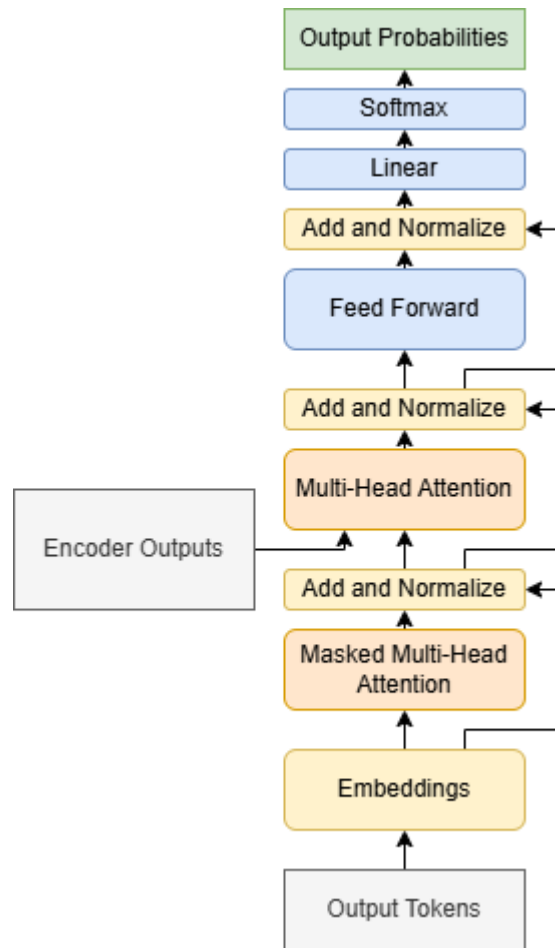 Output Probabilities
Softmax
Linear
Add and Normalize
Feed Forward
Add and Normalize
Multi-Head Attention
Encoder Outputs
Add and Normalize
Masked Multi-Head
Attention
Embeddings
Output Tokens